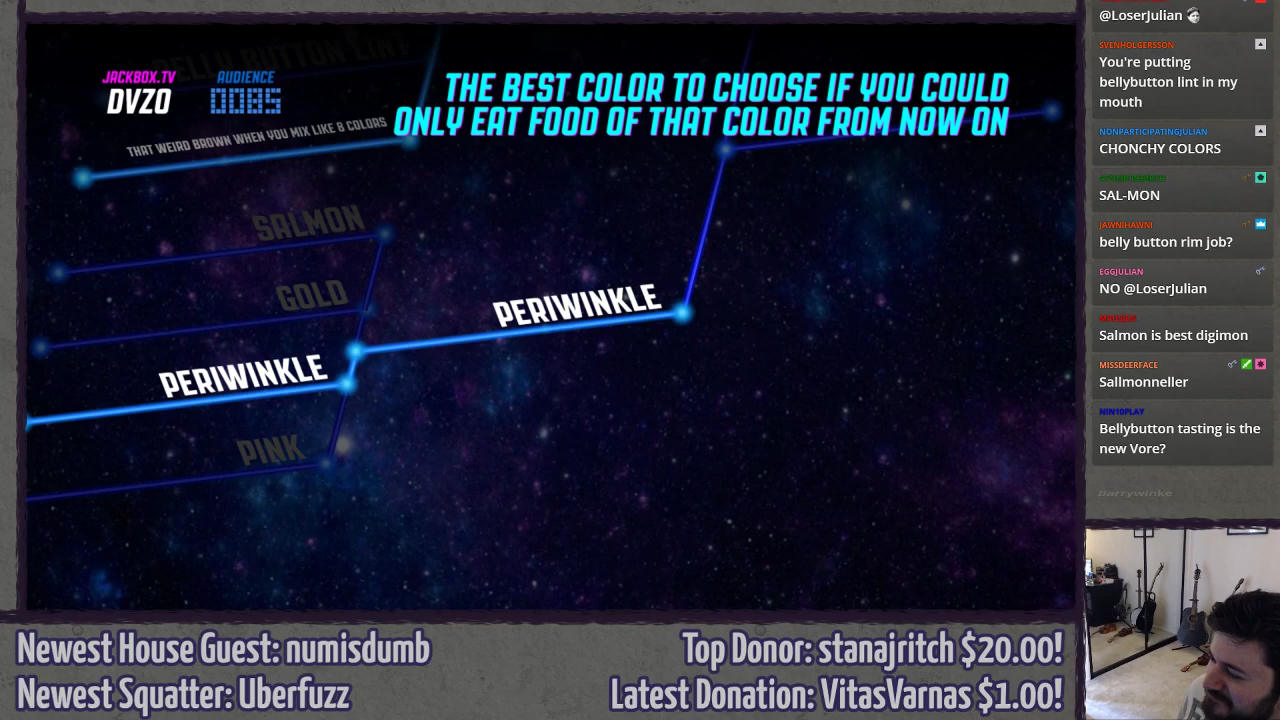 BELLY BUTTON LINT
JACKBOX.TV
DVZO
AUDIENCE
0085
THE BEST COLOR TO CHOOSE IF YOU COULD
ONLY EAT FOOD OF THAT COLOR FROM NOW ON
THAT WEIRD BROWN WHEN YOU MIX LIKE 8 COLORS
SALMON
GOLD
PERIWINKLE
PERIWINKLE
PINK
@LoserJulian
SVENHOLGERSSON
You're putting
bellybutton lint in my
mouth
NONPARTICIPATINGJULIAN
CHONCHY COLORS
SAL-MON
JAWNIHAWNI
belly button rim job?
EGGJULIAN
NO @LoserJulian
Salmon is best digimon
MISSDEERFACE
Sallmonneller
NIN10PLAY
Bellybutton tasting is the
new Vore?
Barrywinke
Newest House Guest: numisdumb
Newest Squatter: Uberfuzz
Top Donor: stanajritch $20.00!
Latest Donation: VitasVarnas $1.00!